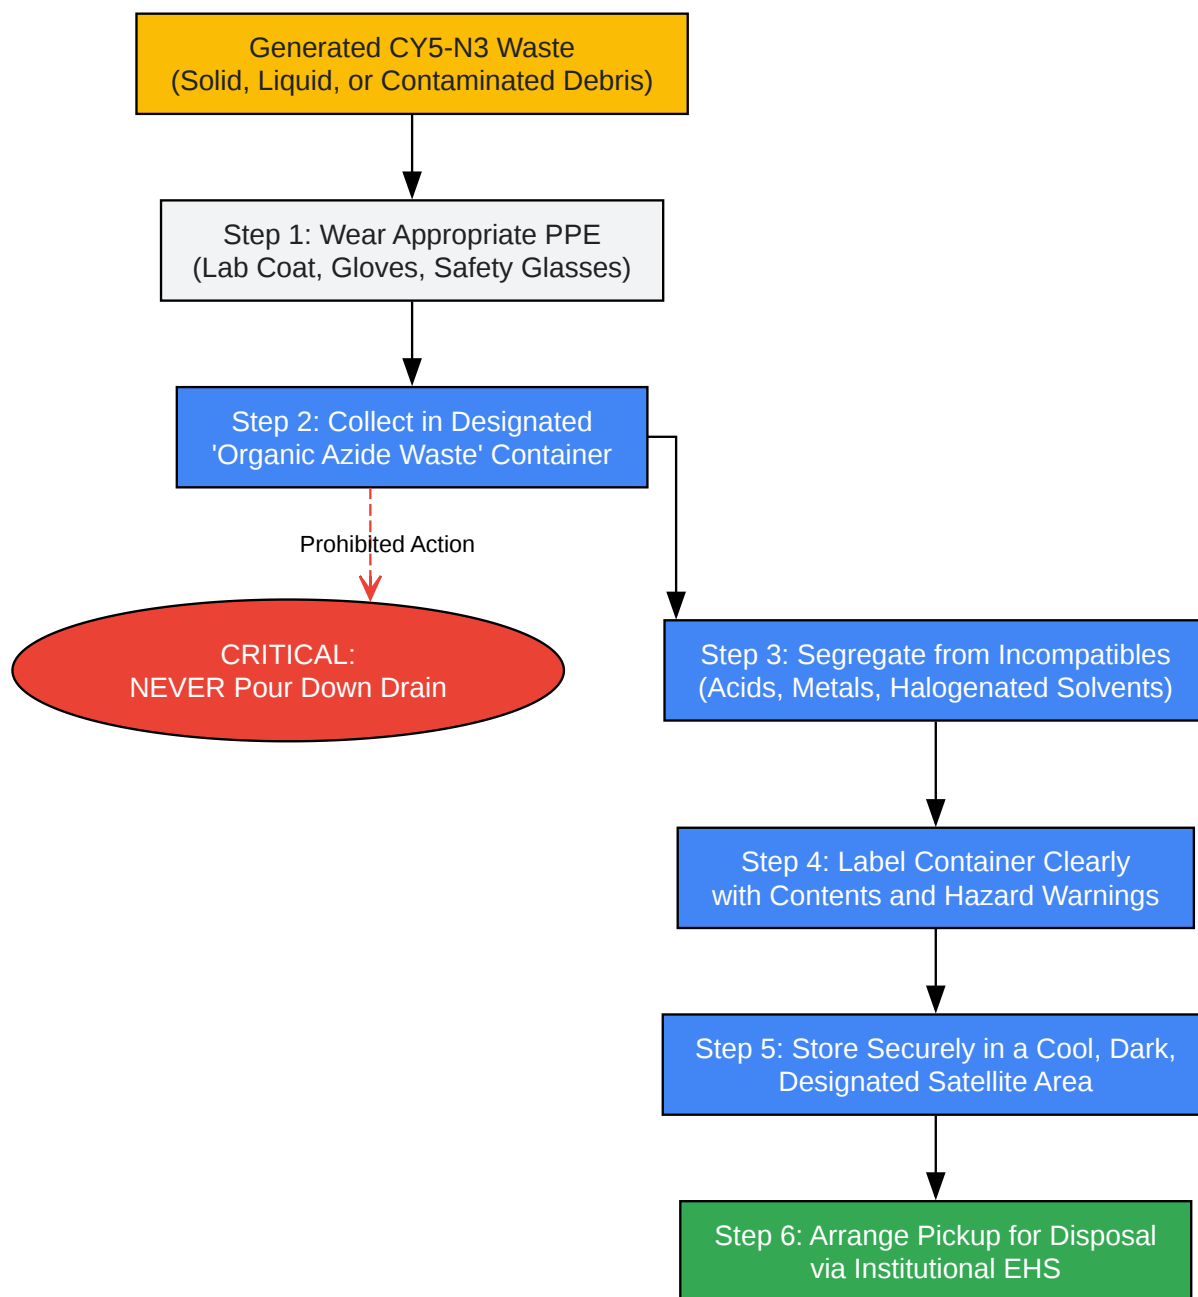 Generated CY5-N3 Waste
(Solid, Liquid, or Contaminated Debris)
Step 1: Wear Appropriate PPE
(Lab Coat, Gloves, Safety Glasses)
Step 2: Collect in Designated
'Organic Azide Waste' Container
Prohibited Action
CRITICAL:
NEVER Pour Down Drain
Step 3: Segregate from Incompatibles
(Acids, Metals, Halogenated Solvents)
Step 4: Label Container Clearly
with Contents and Hazard Warnings
Step 5: Store Securely in a Cool, Dark,
Designated Satellite Area
Step 6: Arrange Pickup for Disposal
via Institutional EHS